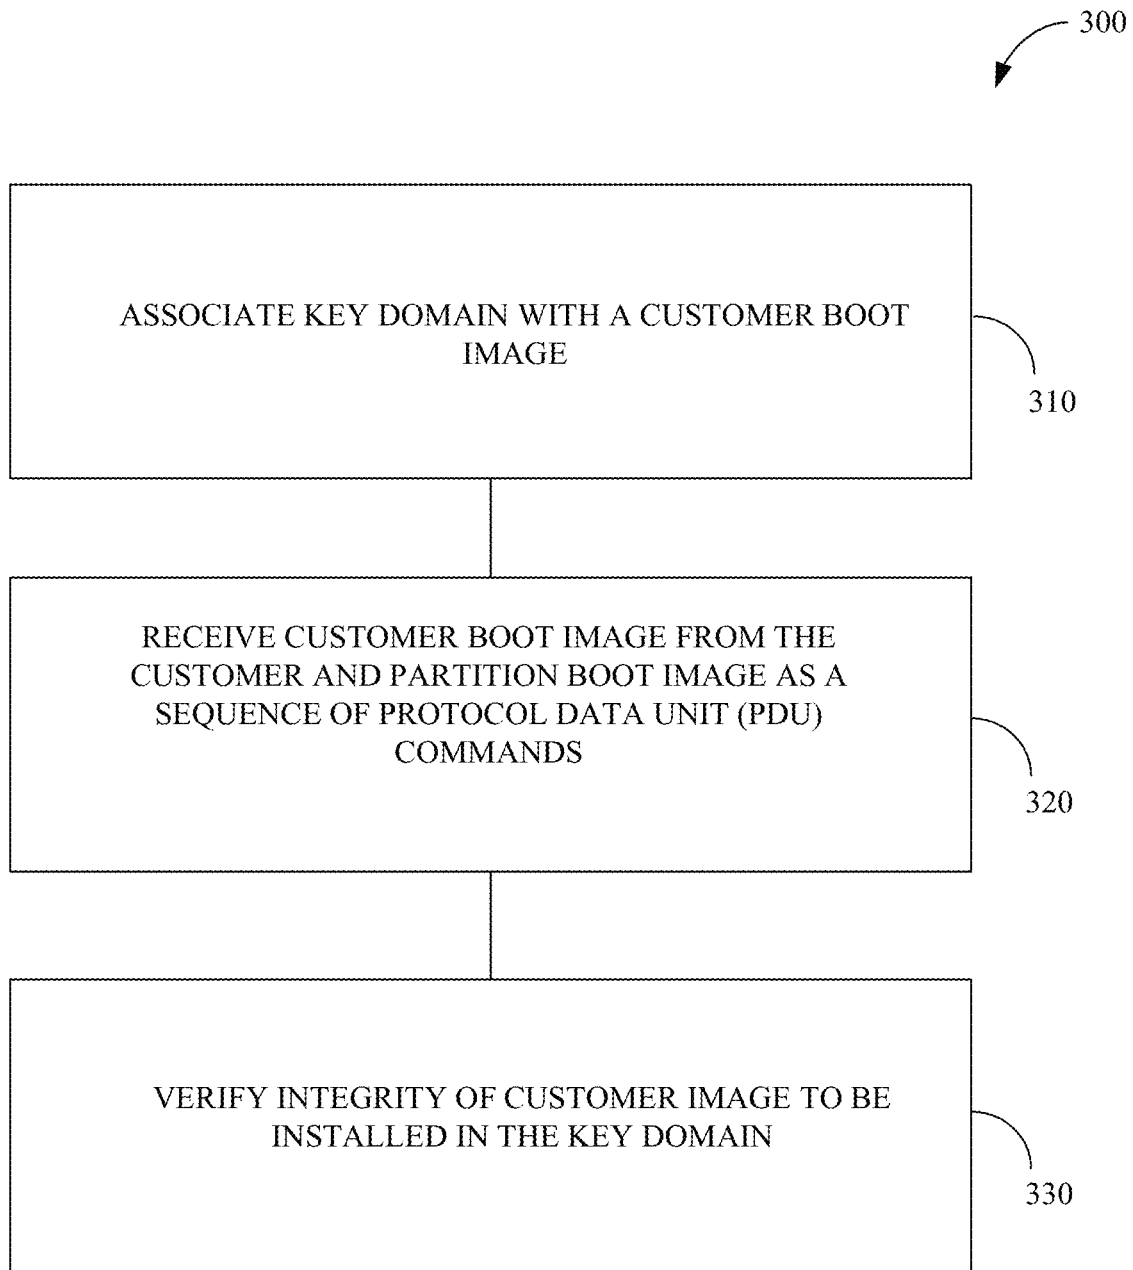 300
ASSOCIATE KEY DOMAIN WITH A CUSTOMER BOOT
IMAGE
310
RECEIVE CUSTOMER BOOT IMAGE FROM THE
CUSTOMER AND PARTITION BOOT IMAGE AS A
SEQUENCE OF PROTOCOL DATA UNIT (PDU)
COMMANDS
320
VERIFY INTEGRITY OF CUSTOMER IMAGE TO BE
INSTALLED IN THE KEY DOMAIN
330